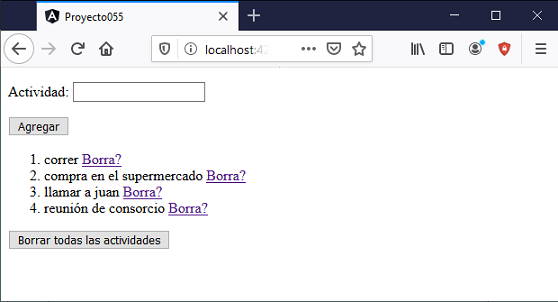 Proyecto055
localhost:42
Actividad:
Agregar
1. correr Borra?
2. compra en el supermercado Borra?
3. llamar a juan Borra?
4. reunión de consorcio Borra?
Borrar todas las actividades